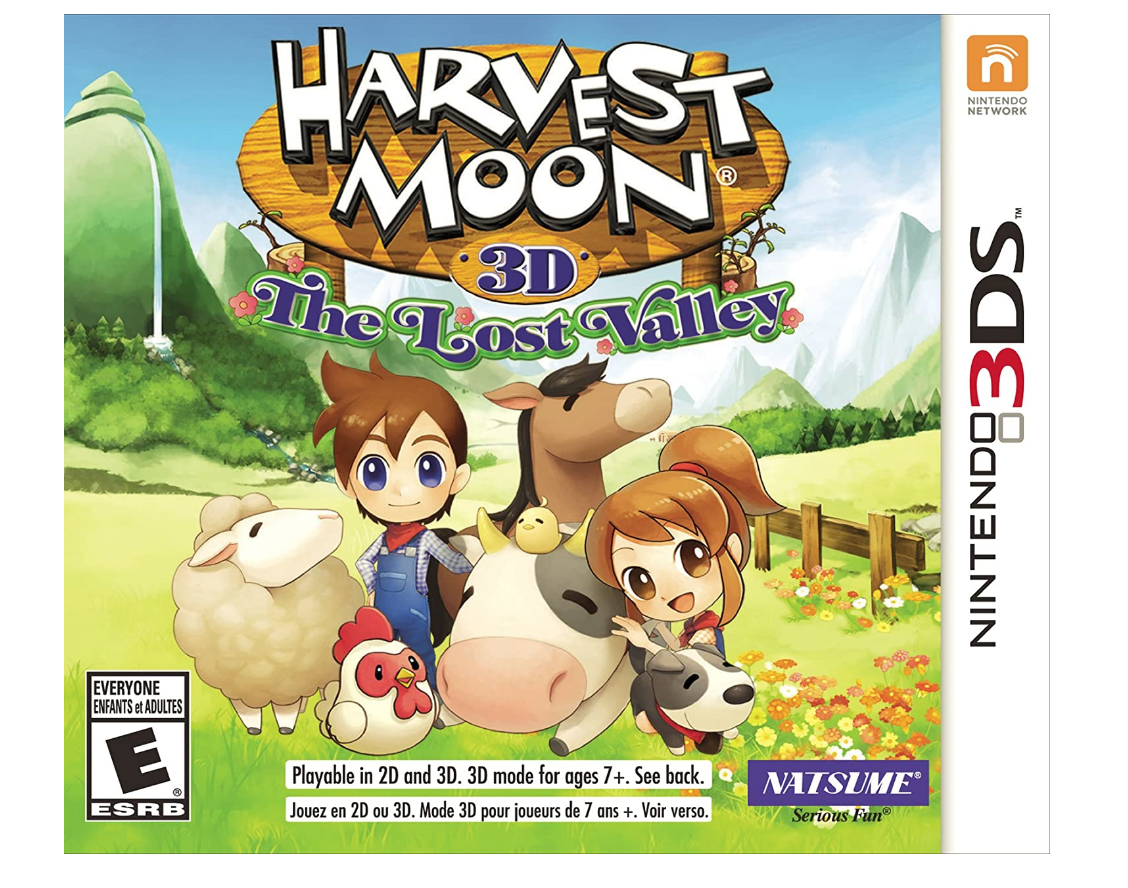 HARVEST
MOON®
3D
The Lost Valley
n
NINTENDO
NETWORK
NINTENDO3DS™
EVERYONE
ENFANTS et ADULTES
E®
ESRB
Playable in 2D and 3D. 3D mode for ages 7+. See back.
Jouez en 2D ou 3D. Mode 3D pour joueurs de 7 ans +. Voir verso.
NATSUME®
Serious Fun®